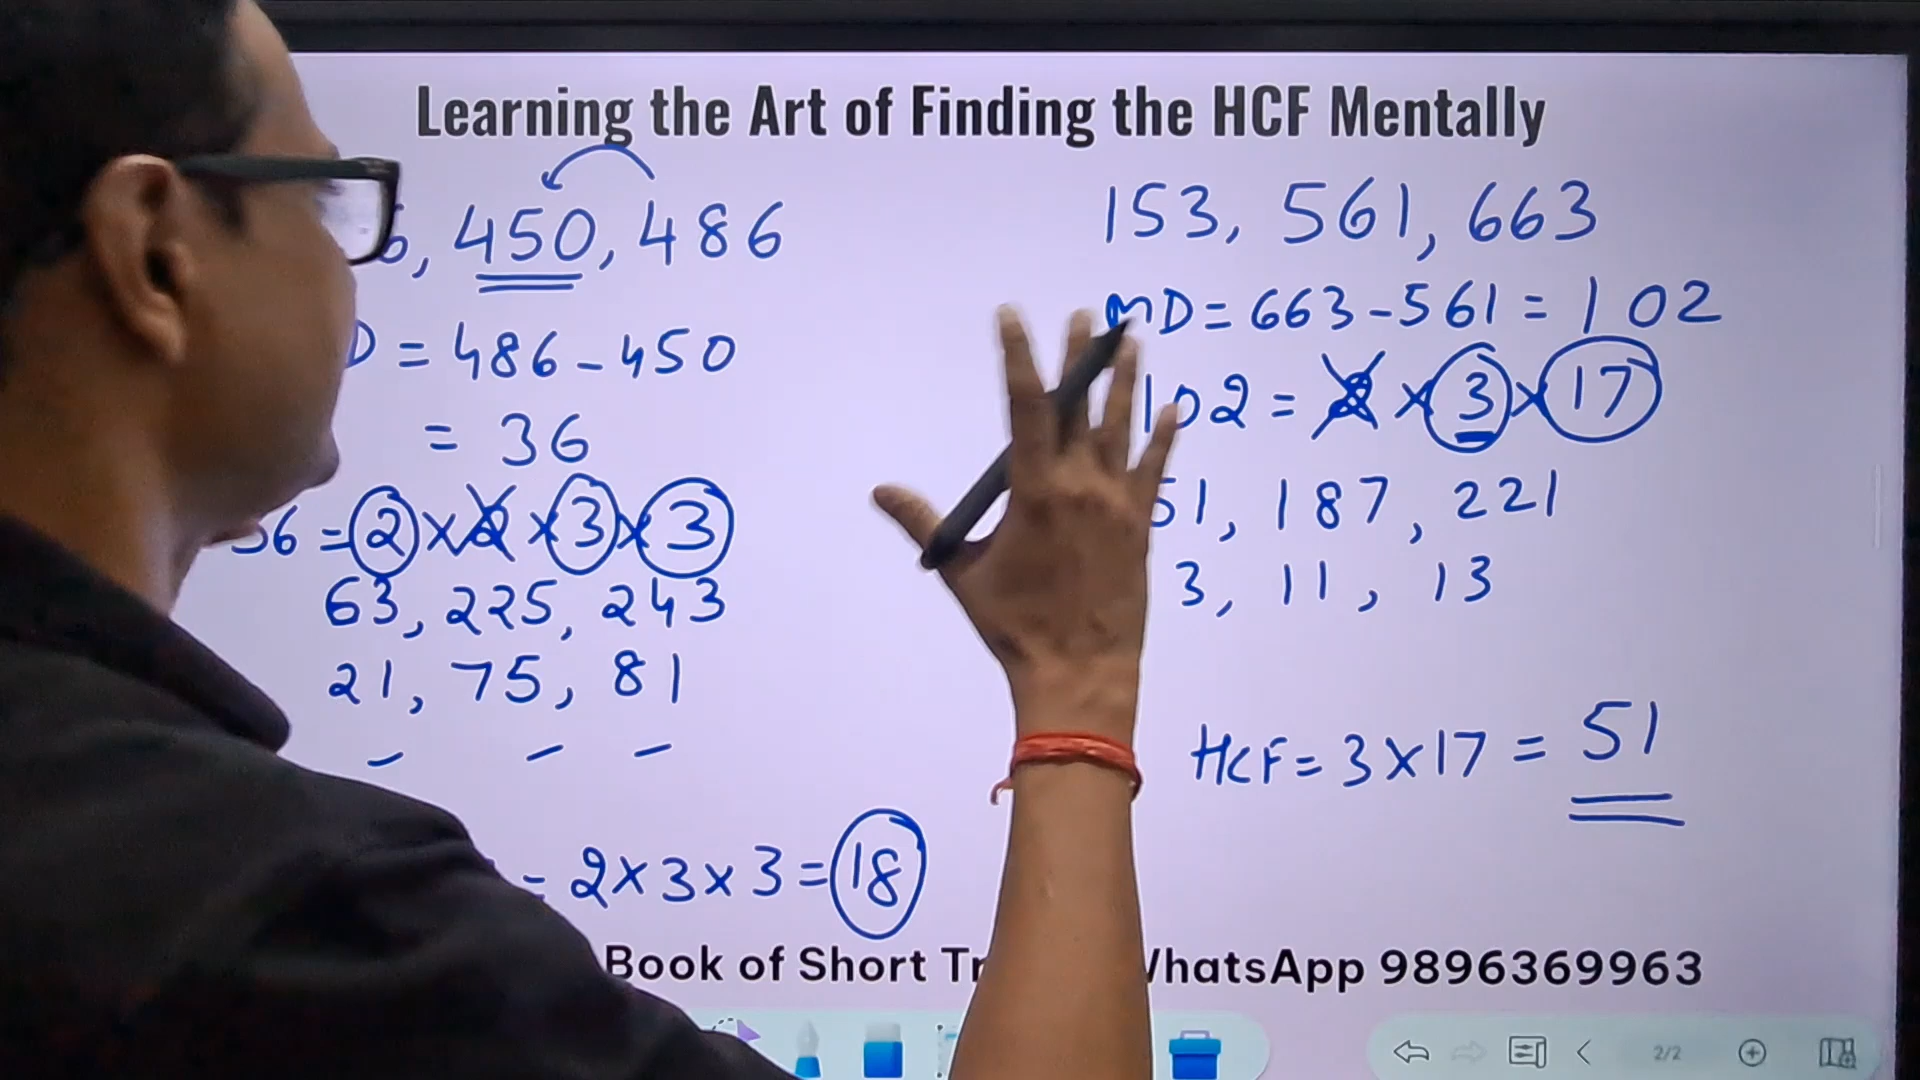 Learning the Art of Finding the HCF Mentally
6, 450, 486
D = 486 - 450
= 36
36 = 2 × 2 × 3 × 3
63, 225, 243
21, 75, 81
- - -
= 2 × 3 × 3 = 18
153, 561, 663
MD = 663 - 561 = 102
102 = 2 × 3 × 17
51, 187, 221
3, 11, 13
HCF = 3 × 17 = 51
Book of Short WhatsApp 9896369963
2/2